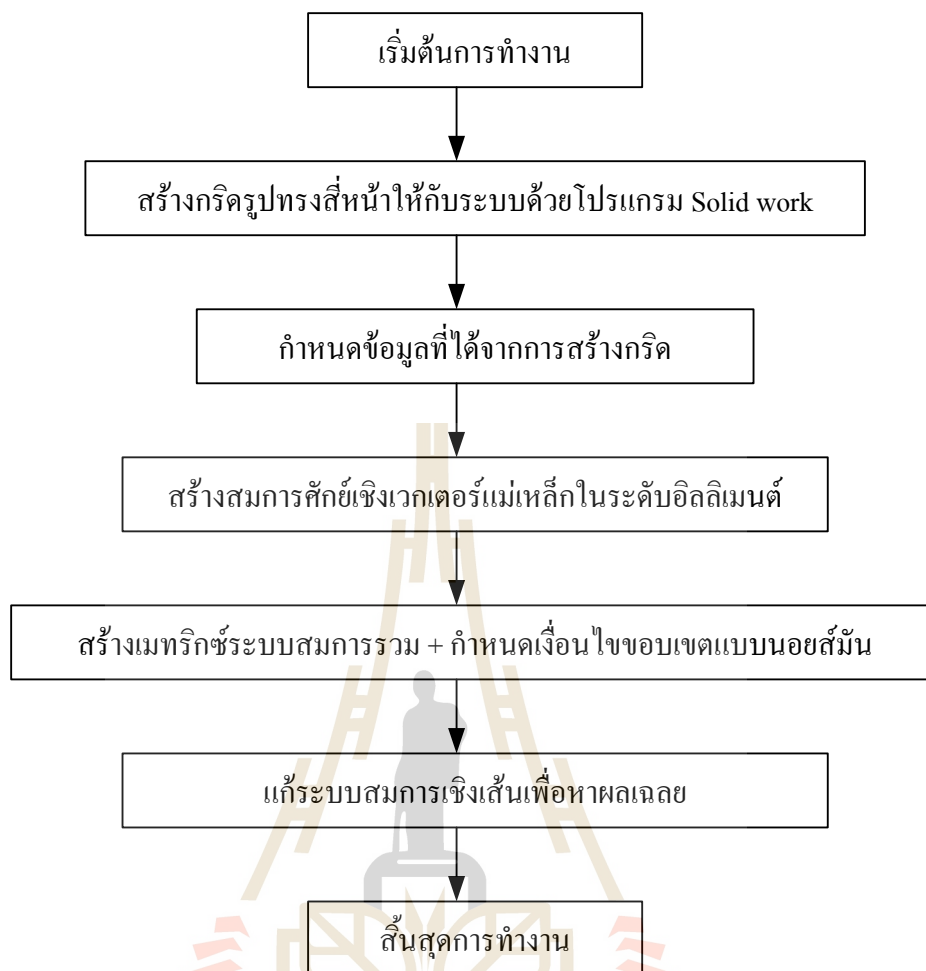 เริ่มต้นการทำงาน
สร้างกริดรูปทรงสี่หน้าให้กับระบบด้วยโปรแกรม Solid work
กำหนดข้อมูลที่ได้จากการสร้างกริด
สร้างสมการศักย์เชิงเวกเตอร์แม่เหล็กในระดับอิลลิเมนต์
สร้างเมทริกซ์ระบบสมการรวม + กำหนดเงื่อนไขขอบเขตแบบนอยส์มัน
แก้ระบบสมการเชิงเส้นเพื่อหาผลเฉลย
สิ้นสุดการทำงาน